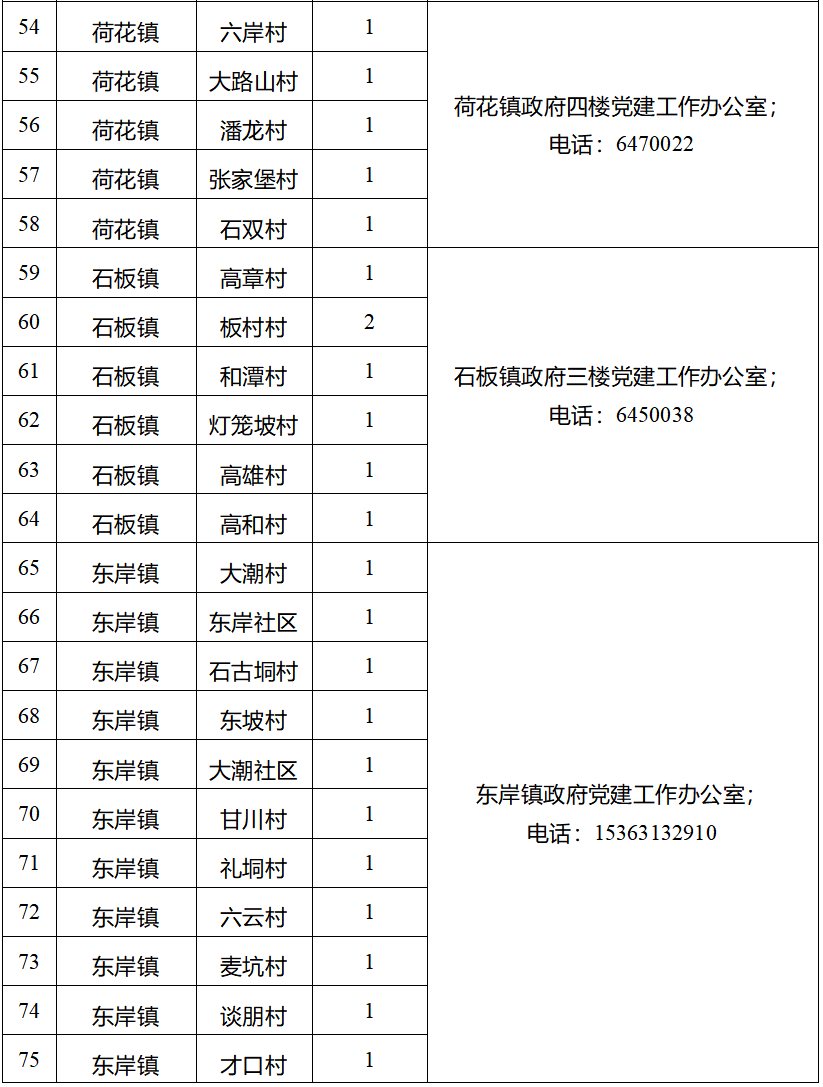 54 荷花镇 六岸村 1
55 荷花镇 大路山村 1
56 荷花镇 潘龙村 1
57 荷花镇 张家堡村 1
58 荷花镇 石双村 1
荷花镇政府四楼党建工作办公室；
电话：6470022
59 石板镇 高章村 1
60 石板镇 板村村 2
61 石板镇 和潭村 1
62 石板镇 灯笼坡村 1
63 石板镇 高雄村 1
64 石板镇 高和村 1
石板镇政府三楼党建工作办公室；
电话：6450038
65 东岸镇 大潮村 1
66 东岸镇 东岸社区 1
67 东岸镇 石古垌村 1
68 东岸镇 东坡村 1
69 东岸镇 大潮社区 1
70 东岸镇 甘川村 1
71 东岸镇 礼垌村 1
72 东岸镇 六云村 1
73 东岸镇 麦坑村 1
74 东岸镇 谈朋村 1
75 东岸镇 才口村 1
东岸镇政府党建工作办公室；
电话：15363132910